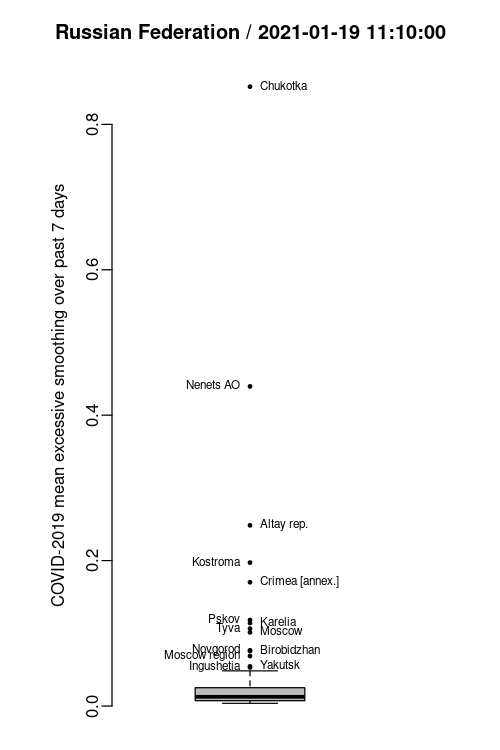 Russian Federation / 2021-01-19 11:10:00
COVID-2019 mean excessive smoothing over past 7 days
0.8
0.6
0.4
0.2
0.0
Chukotka
Nenets AO
Altay rep.
Kostroma
Crimea [annex.]
Pskov
Karelia
Tyva
Moscow
Novgorod
Birobidzhan
Moscow region
Yakutsk
Ingushetia